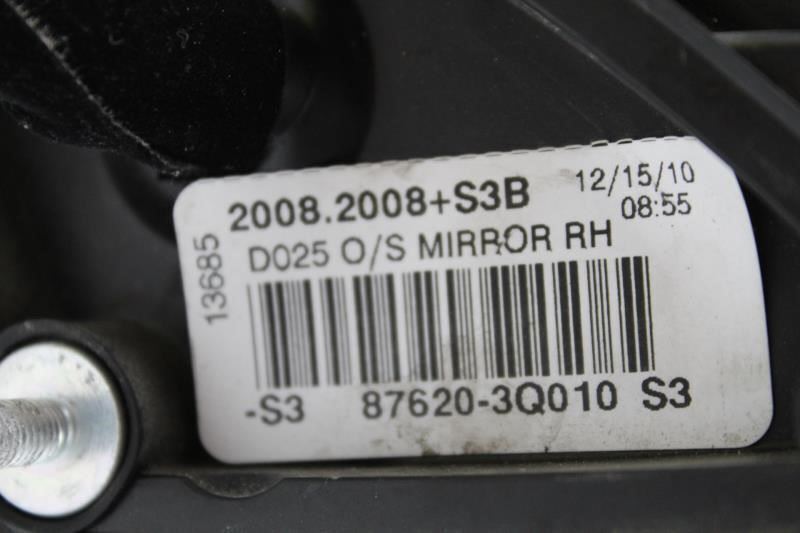 2008.2008+S3B
12/15/10
08:55
D025 O/S MIRROR RH
13685
-S3 87620-3Q010 S3